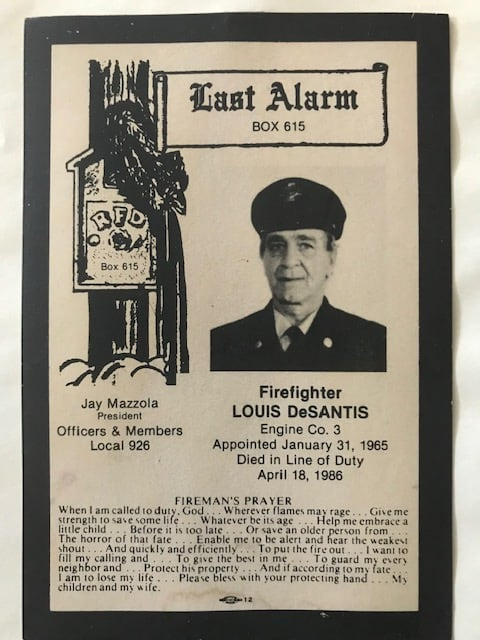 Last Alarm
BOX 615
RFD
Box 615
Jay Mazzola
President
Officers & Members
Local 926
Firefighter
LOUIS DeSANTIS
Engine Co. 3
Appointed January 31, 1965
Died in Line of Duty
April 18, 1986
FIREMAN'S PRAYER
When I am called to duty, God . . . Wherever flames may rage . . . Give me
strength to save some life . . . Whatever be its age . . . Help me embrace a
little child . . . Before it is too late . . . Or save an older person from . . .
The horror of that fate . . . Enable me to be alert and hear the weakest
shout . . . And quickly and efficiently . . . To put the fire out . . . I want to
fill my calling and . . . To give the best in me . . . To guard my every
neighbor and . . . Protect his property . . . And if according to my fate . . .
I am to lose my life . . . Please bless with your protecting hand . . . My
children and my wife.
12